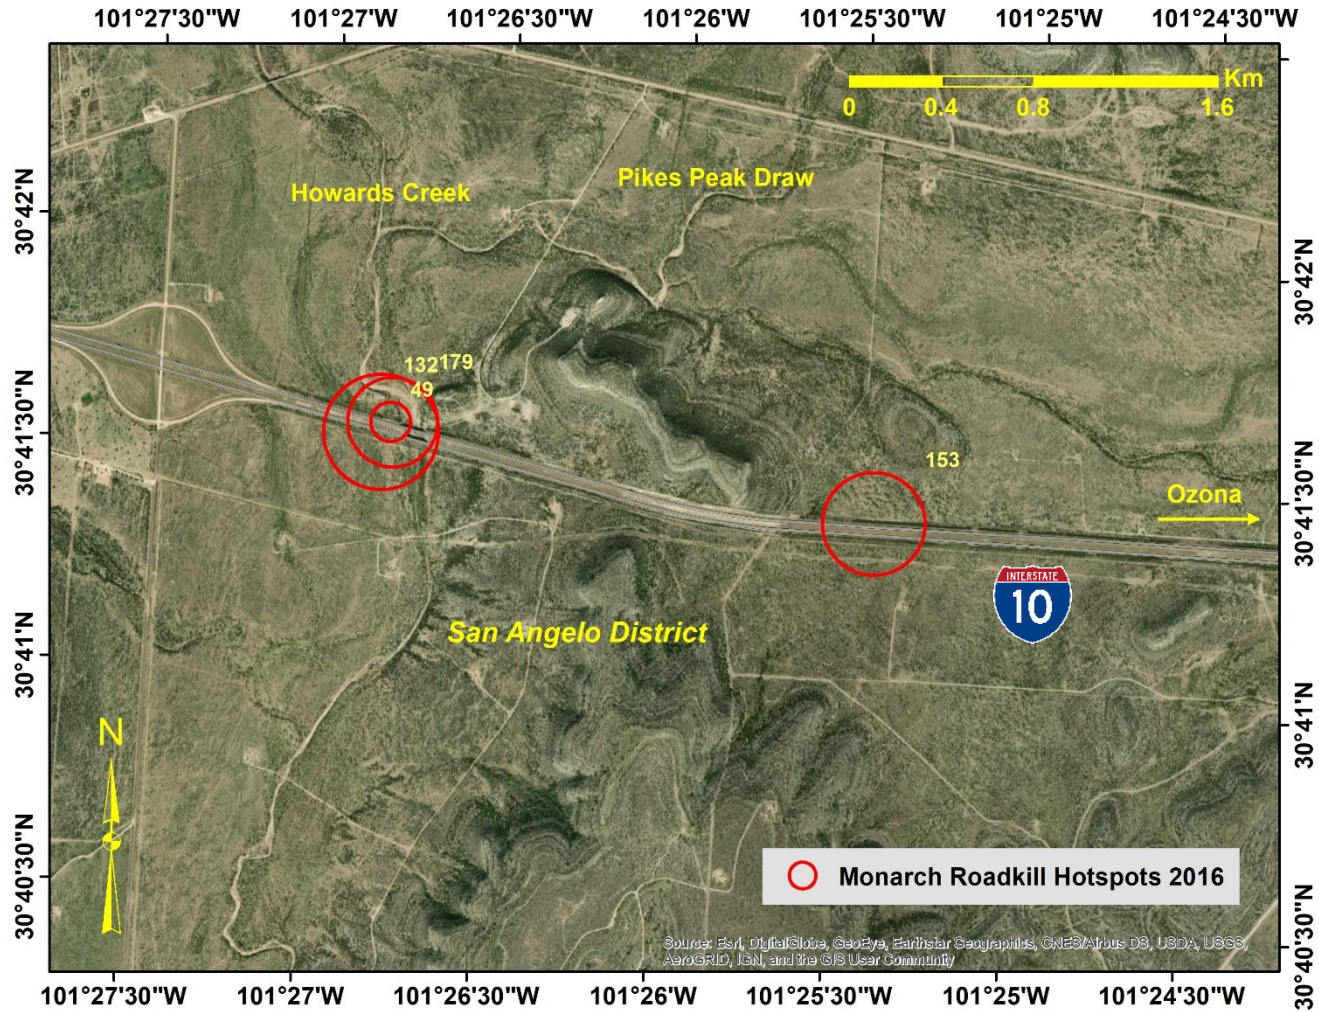 101°27'30"W 101°27'W 101°26'30"W 101°26'W 101°25'30"W 101°25'W 101°24'30"W
Km
0 0.4 0.8 1.6
Pikes Peak Draw
Howards Creek
30°42'N
30°42'N
132 179
49
30°41'30"N
153
Ozona
30°41'30"N
INTERSTATE
10
San Angelo District
30°41'N
30°41'N
N
30°40'30"N
Monarch Roadkill Hotspots 2016
30°40'30"N
Source: Esri, DigitalGlobe, GeoEye, Earthstar Geographics, CNES/Airbus DS, USDA, USGS,
AeroGRID, IGN, and the GIS User Community
101°27'30"W 101°27'W 101°26'30"W 101°26'W 101°25'30"W 101°25'W 101°24'30"W